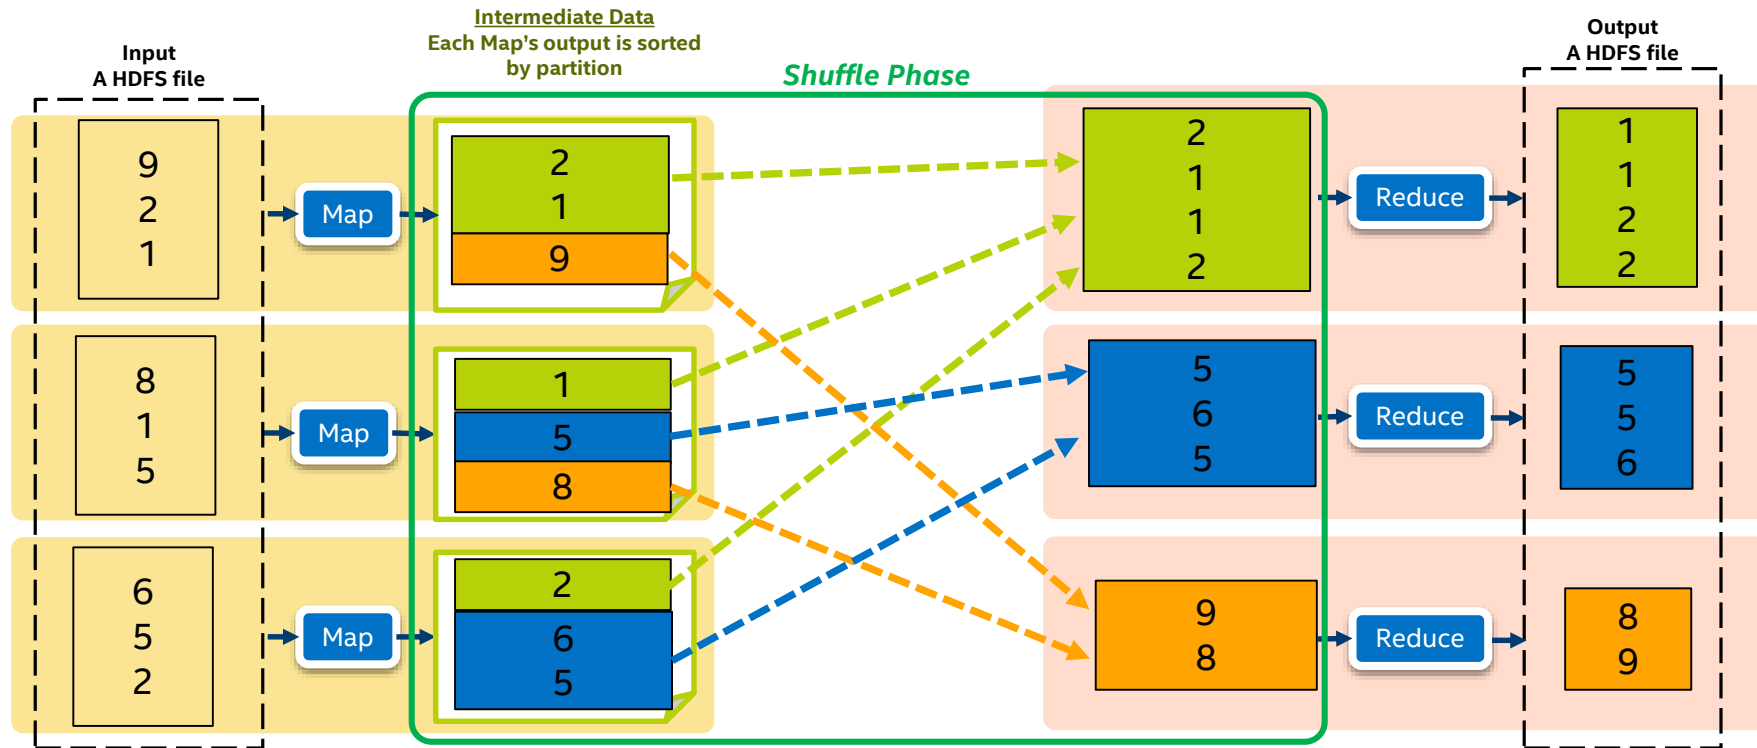 Input
A HDFS file
Intermediate Data
Each Map's output is sorted
by partition
Shuffle Phase
Output
A HDFS file
9
2
1
Map
2
1
9
2
1
1
2
Reduce
1
1
2
2
8
1
5
Map
1
5
8
5
6
5
Reduce
5
5
6
6
5
2
Map
2
6
5
9
8
Reduce
8
9